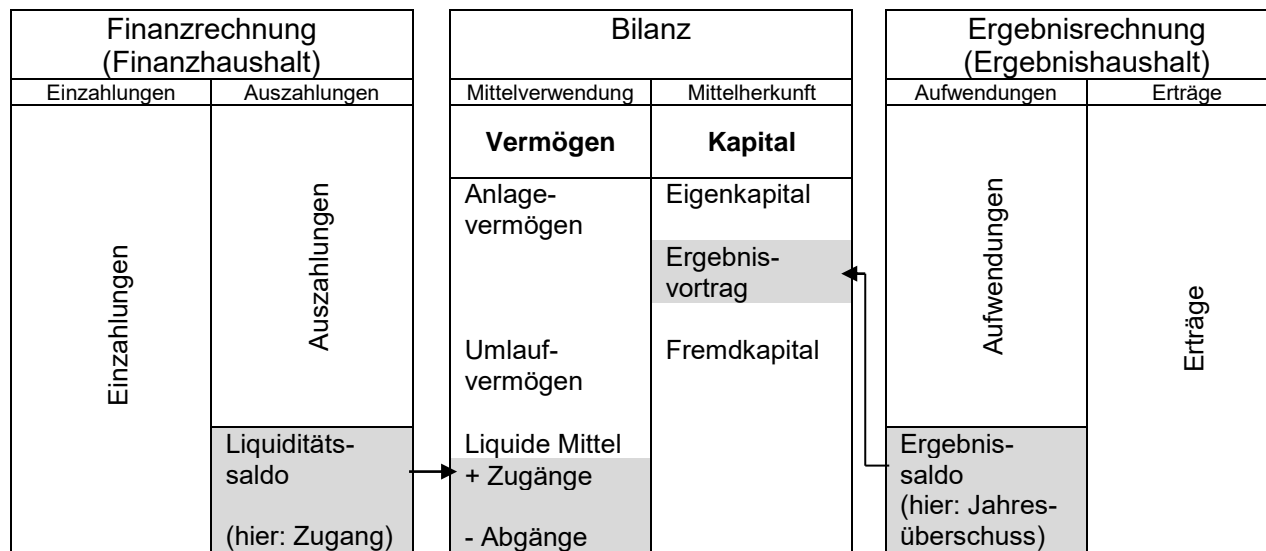 Finanzrechnung
(Finanzhaushalt)
Einzahlungen
Auszahlungen
Einzahlungen
Auszahlungen
Liquiditäts-
saldo
(hier: Zugang)
Bilanz
Mittelverwendung
Mittelherkunft
Vermögen
Kapital
Anlage-
vermögen
Umlauf-
vermögen
Liquide Mittel
+ Zugänge
- Abgänge
Eigenkapital
Ergebnis-
vortrag
Fremdkapital
Ergebnisrechnung
(Ergebnishaushalt)
Aufwendungen
Erträge
Aufwendungen
Ergebnis-
saldo
(hier: Jahres-
überschuss)
Erträge